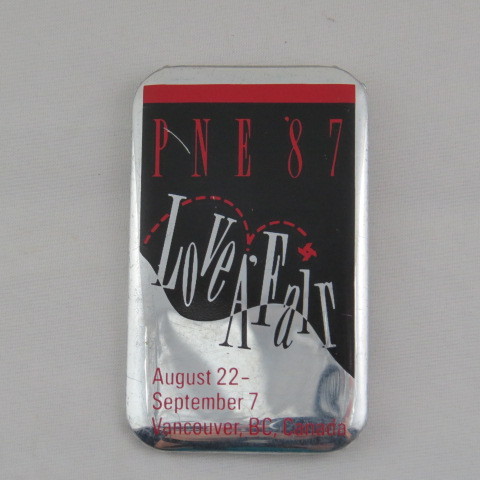 PNE '87
Love A'Fair
August 22-
September 7
Vancouver, BC, Canada